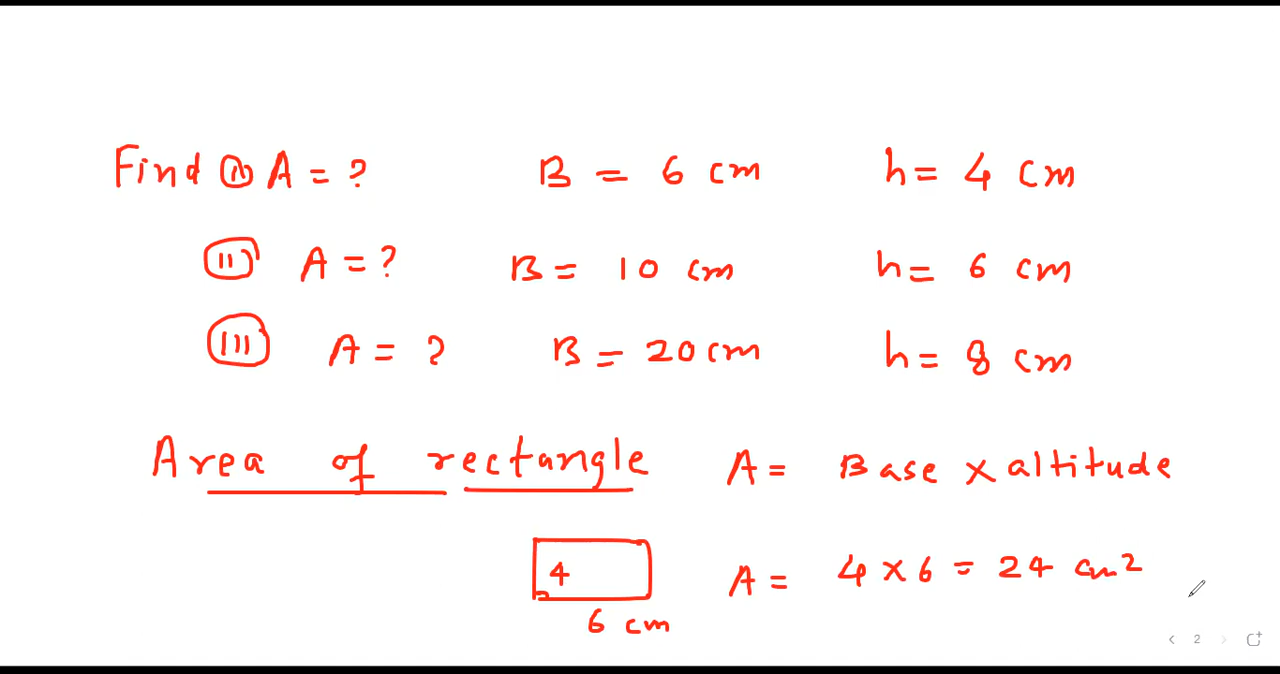 Find (i) A = ? B = 6 cm h = 4 cm
(ii) A = ? B = 10 cm h = 6 cm
(iii) A = ? B = 20 cm h = 8 cm
Area of rectangle A = Base x altitude
4 A = 4 x 6 = 24 cm²
6 cm
2